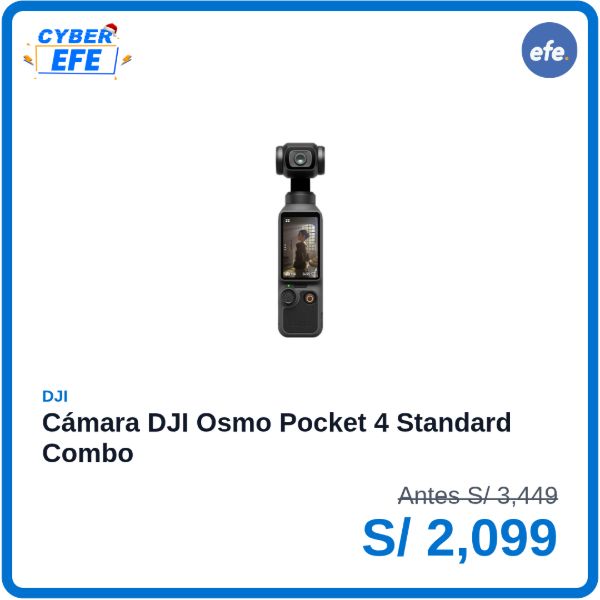 CYBER
EFE
efe.
DJI
Cámara DJI Osmo Pocket 4 Standard
Combo
Antes S/ 3,449
S/ 2,099